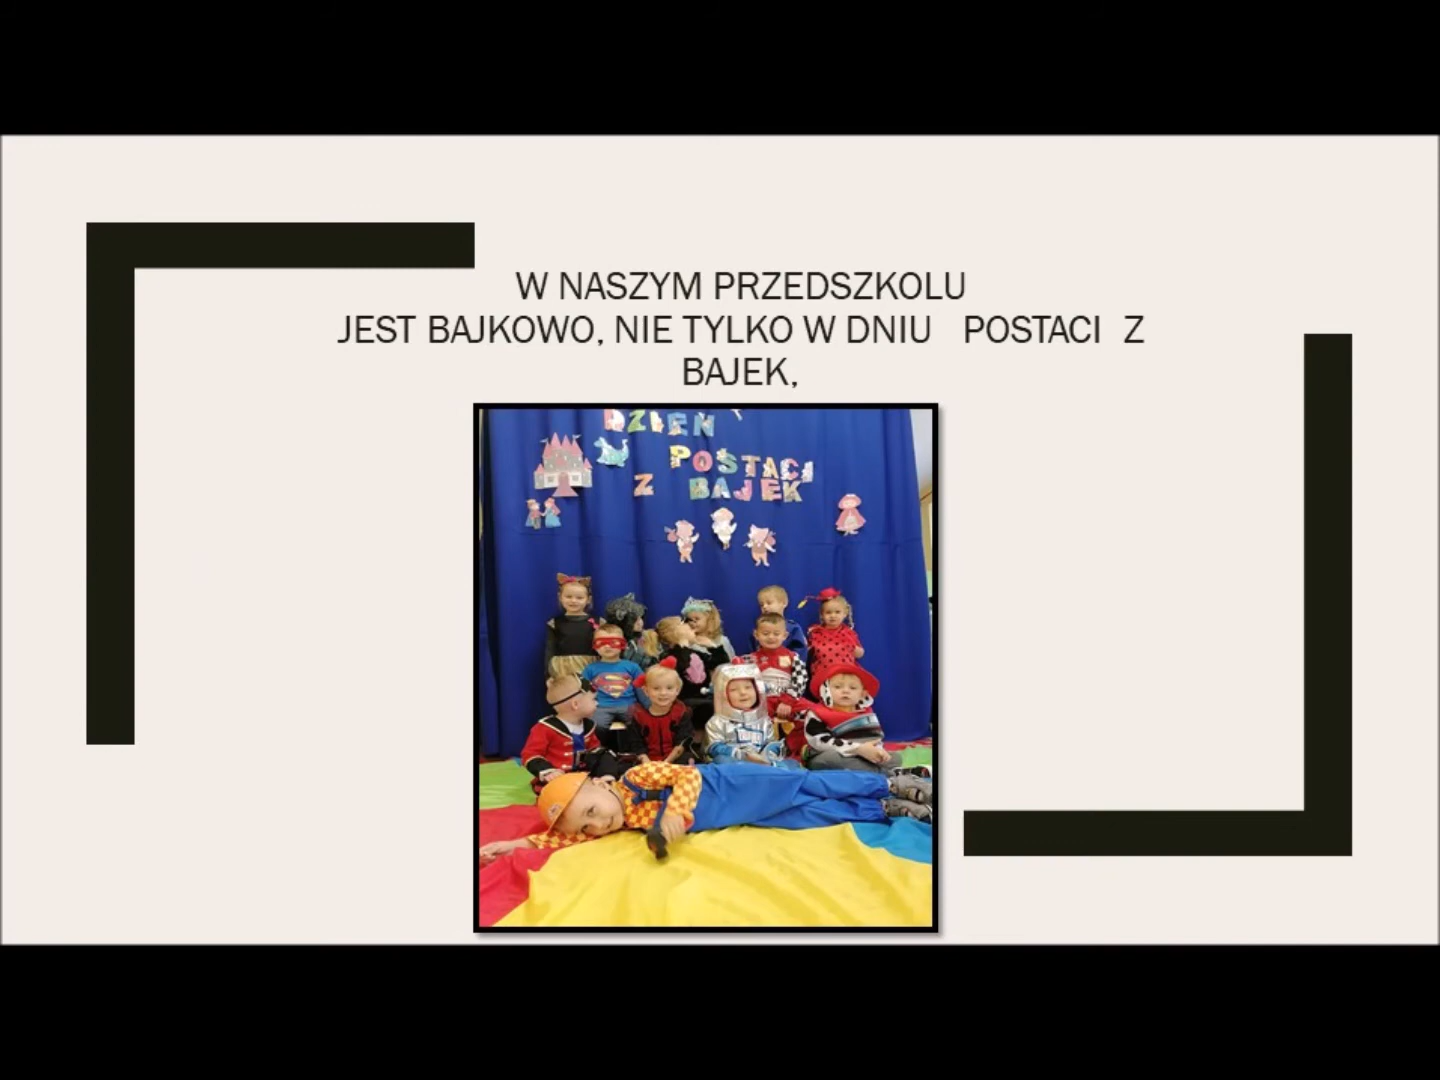 W NASZYM PRZEDSZKOLU
JEST BAJKOWO, NIE TYLKO W DNIU POSTACI Z
BAJEK,
DZIEŃ
POSTACI
Z BAJEK